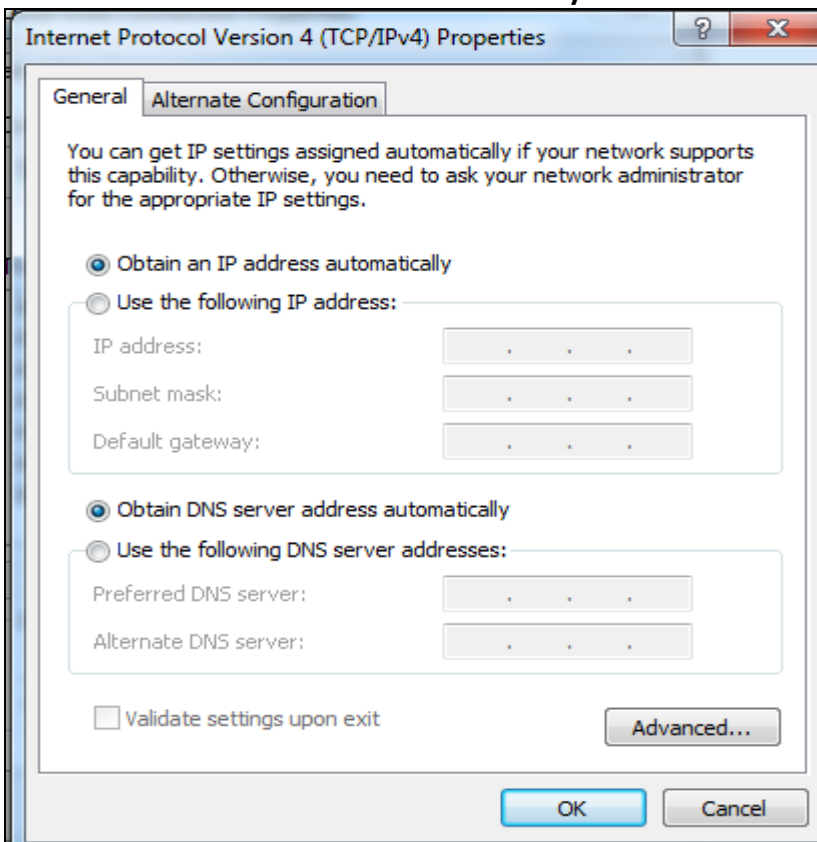 Internet Protocol Version 4 (TCP/IPv4) Properties
General
Alternate Configuration
You can get IP settings assigned automatically if your network supports
this capability. Otherwise, you need to ask your network administrator
for the appropriate IP settings.
Obtain an IP address automatically
Use the following IP address:
IP address:
Subnet mask:
Default gateway:
Obtain DNS server address automatically
Use the following DNS server addresses:
Preferred DNS server:
Alternate DNS server:
Validate settings upon exit
Advanced...
OK
Cancel